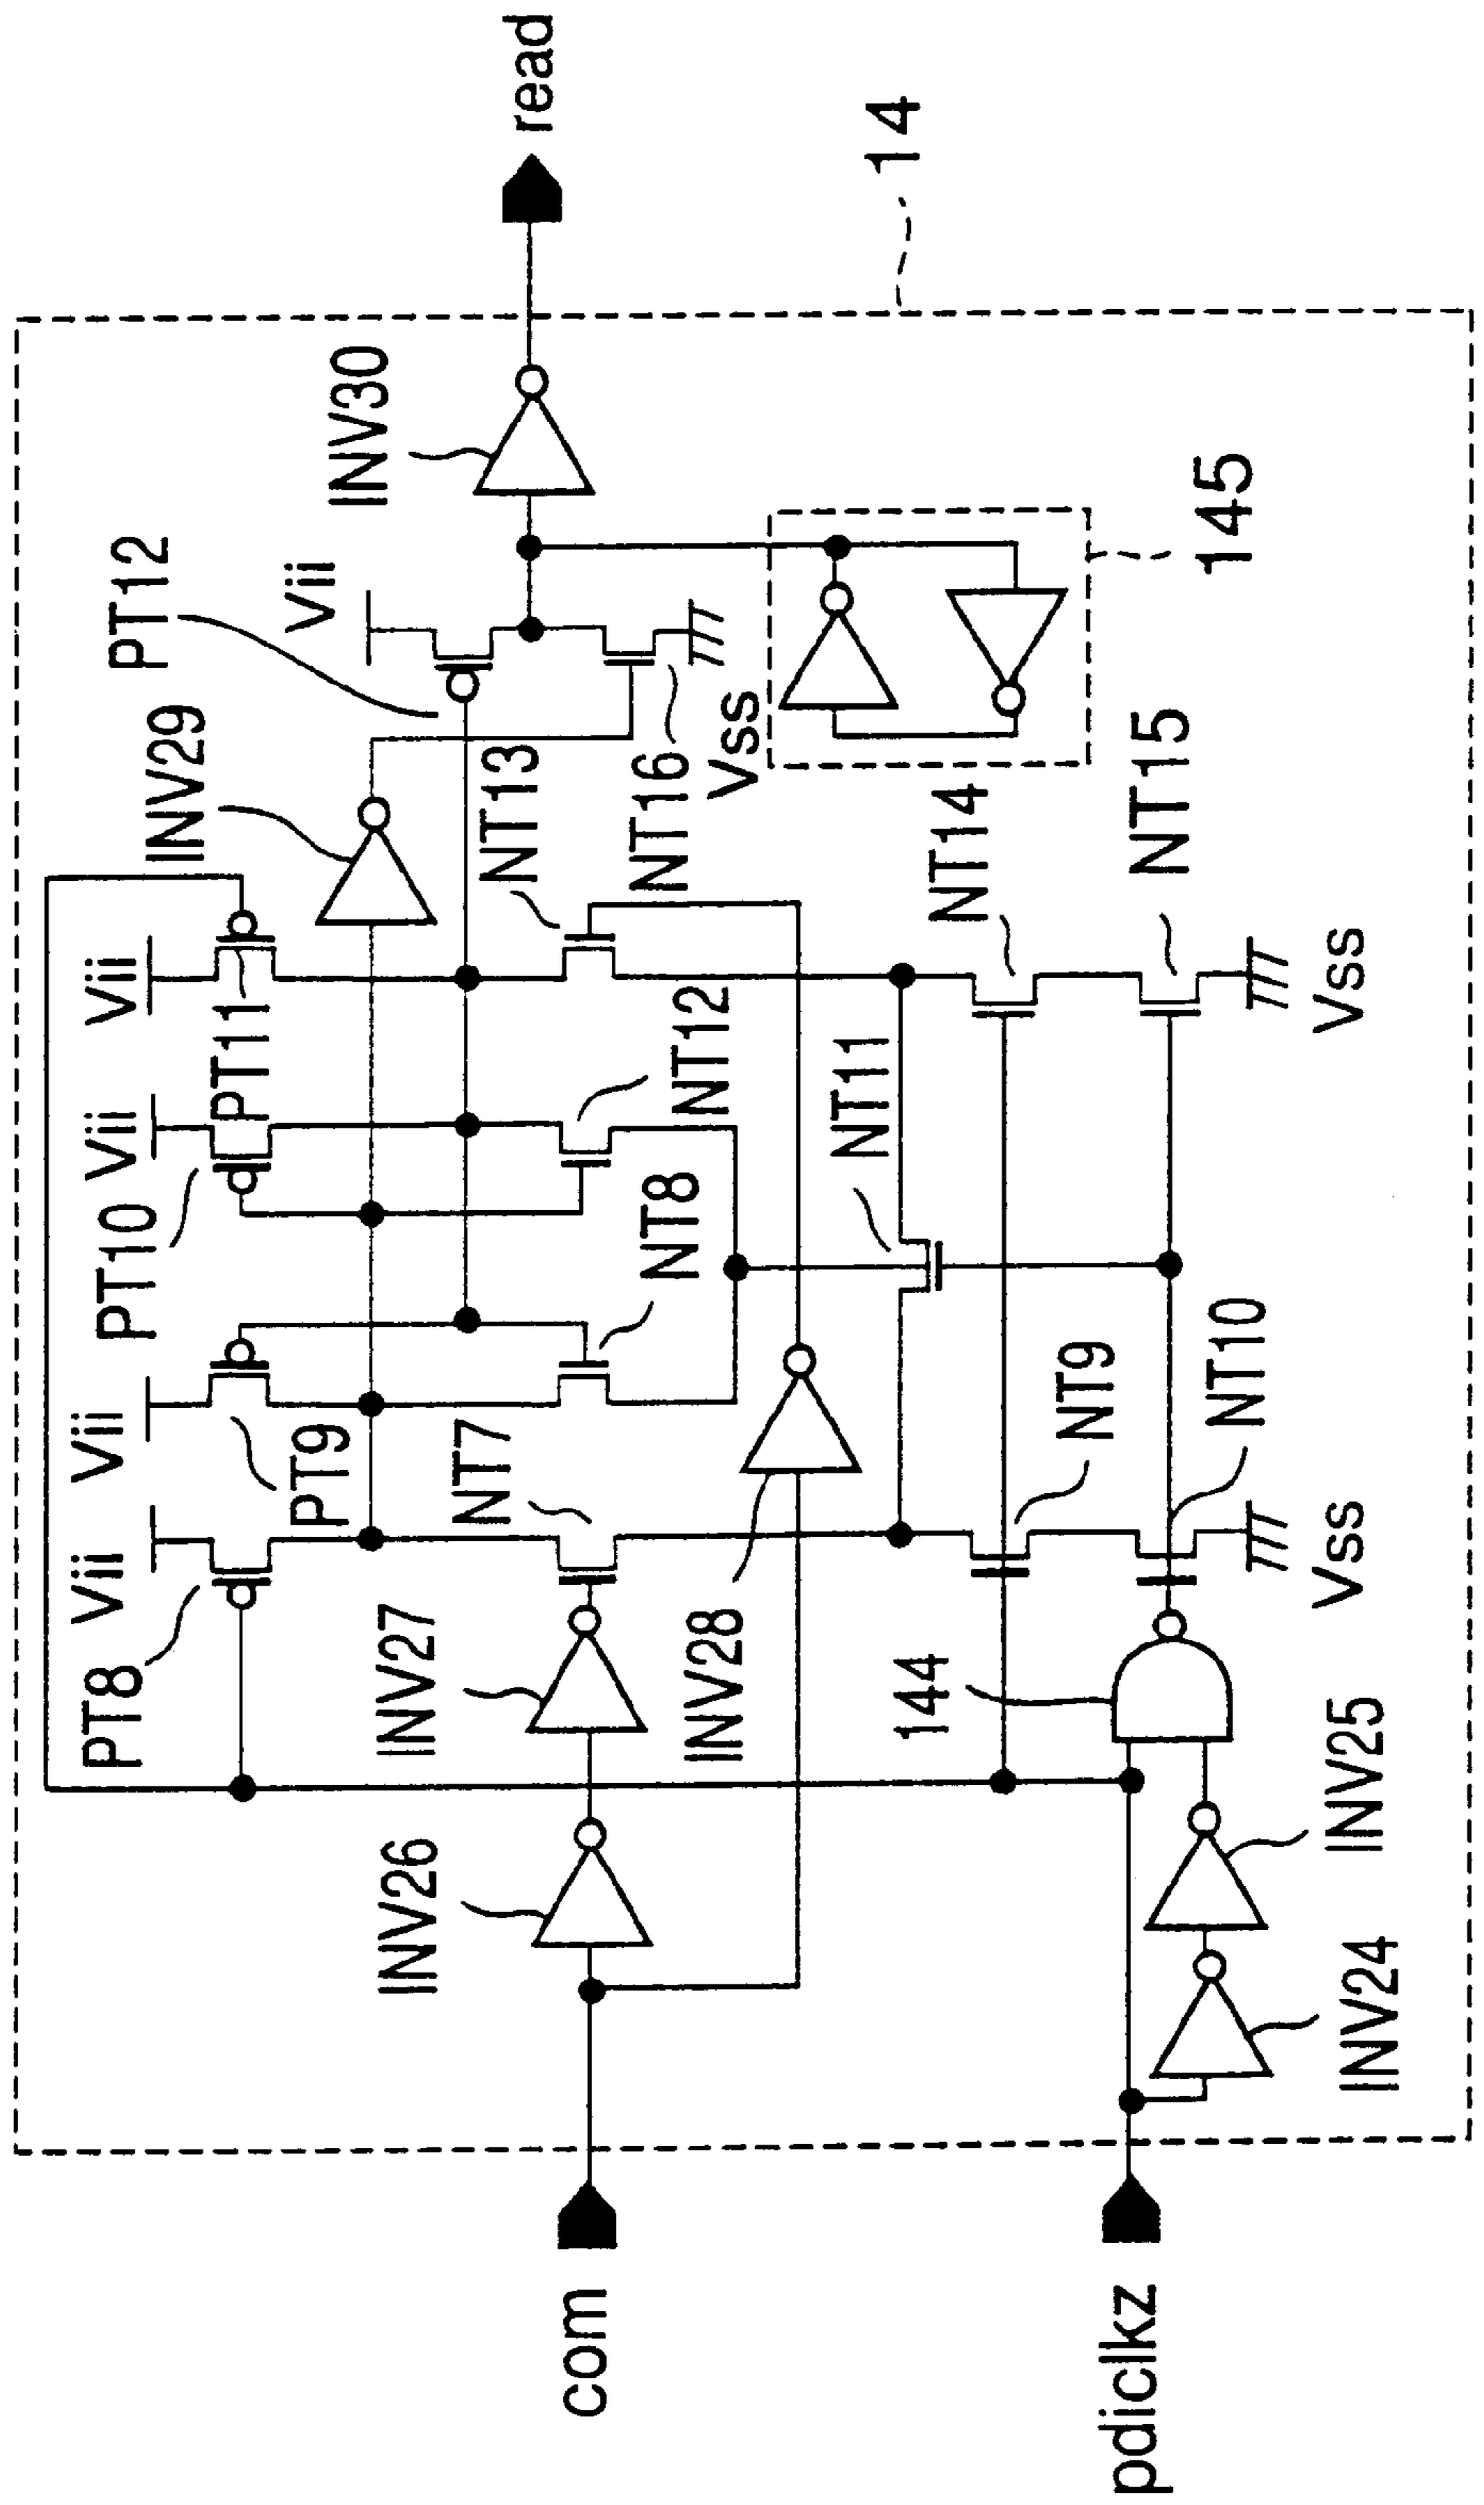 com
pdiclkz
read
14
INV24
INV25
INV26
INV27
INV28
144
PT8
Vii
PT9
Vii
PT10
Vii
PT11
Vii
INV29
PT12
Vii
INV30
NT7
NT8
NT12
NT13
NT16
Vss
NT9
NT10
Vss
NT11
NT14
NT15
Vss
145